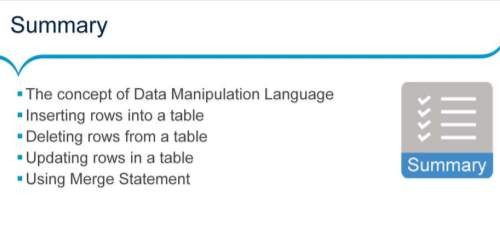 Summary
▪ The concept of Data Manipulation Language
▪ Inserting rows into a table
▪ Deleting rows from a table
▪ Updating rows in a table
▪ Using Merge Statement
Summary